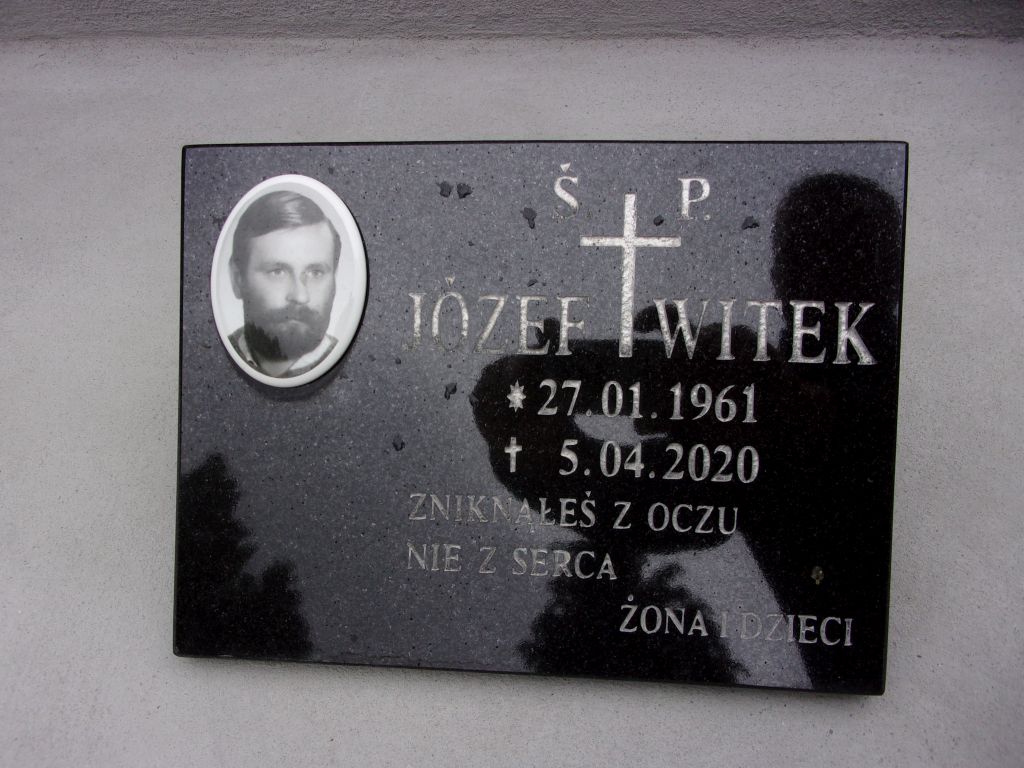 Ś. P.
JÓZEF WITEK
* 27.01.1961
† 5.04.2020
ZNIKNĄŁEŚ Z OCZU
NIE Z SERCA
ŻONA I DZIECI